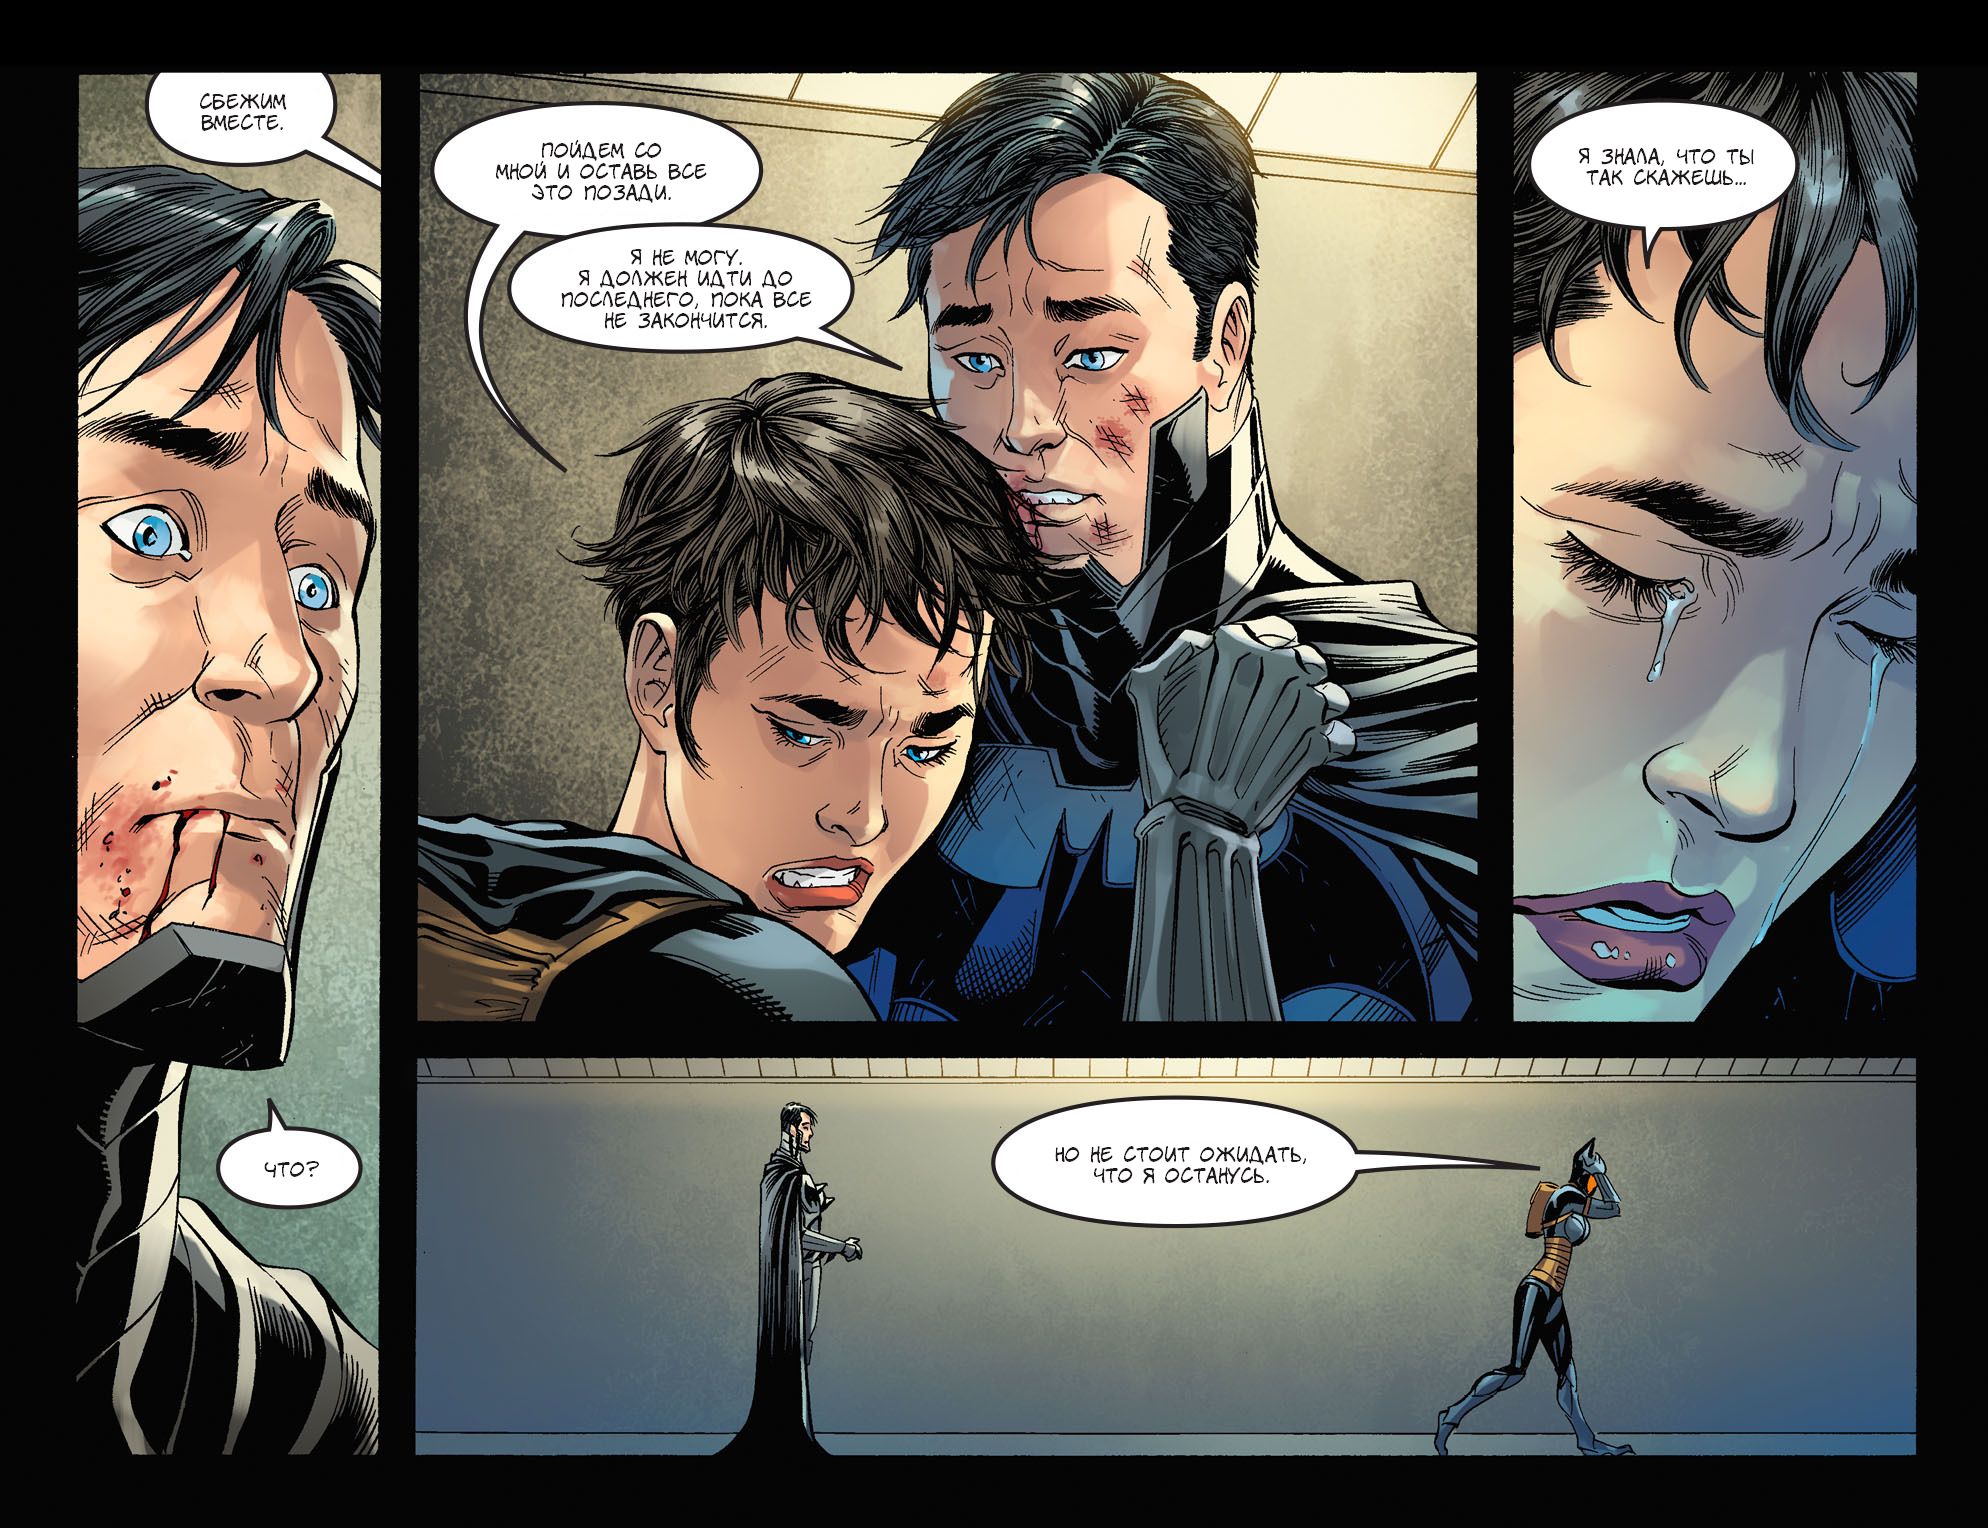 СБЕЖИМ
ВМЕСТЕ.
ЧТО?
ПОЙДЕМ СО
МНОЙ И ОСТАВЬ ВСЕ
ЭТО ПОЗАДИ.
Я НЕ МОГУ.
Я ДОЛЖЕН ИДТИ ДО
ПОСЛЕДНЕГО, ПОКА ВСЕ
НЕ ЗАКОНЧИТСЯ.
Я ЗНАЛА, ЧТО ТЫ
ТАК СКАЖЕШЬ...
НО НЕ СТОИТ ОЖИДАТЬ,
ЧТО Я ОСТАНУСЬ.